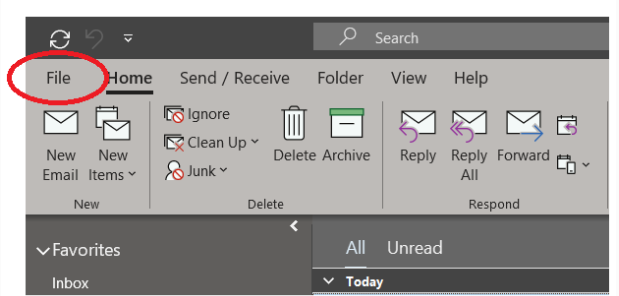 Search
File Home Send / Receive Folder View Help
Ignore
Clean Up
Junk
New Email
New Items
Delete Archive
Reply Reply All Forward
New Delete Respond
Favorites All Unread
Inbox Today